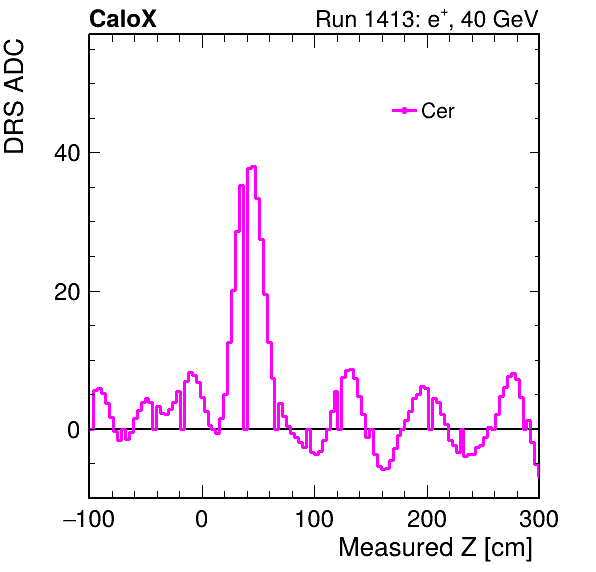 CaloX Run 1413: e⁺, 40 GeV
DRS ADC
Cer
40
20
0
−100 0 100 200 300
Measured Z [cm]